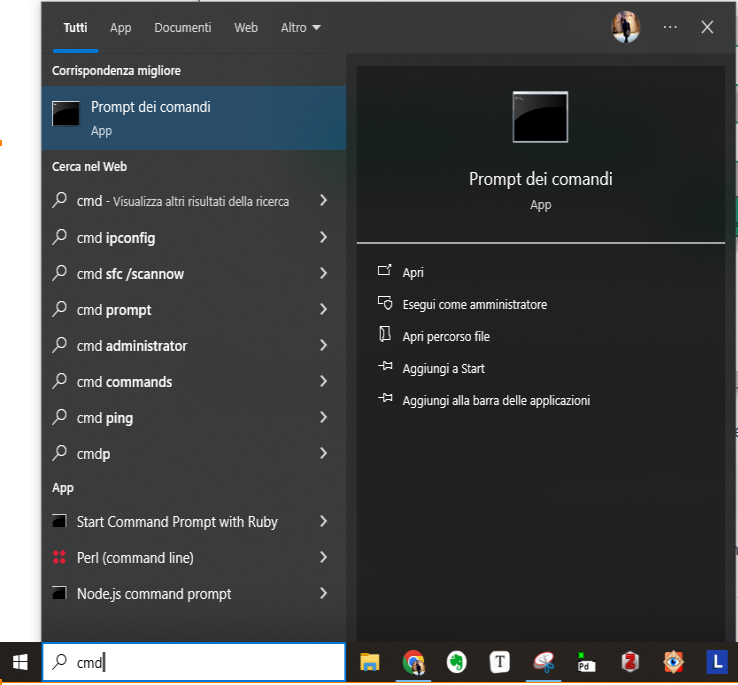 Tutti App Documenti Web Altro
Corrispondenza migliore
Prompt dei comandi
App
Cerca nel Web
cmd - Visualizza altri risultati della ricerca
cmd ipconfig
cmd sfc /scannow
cmd prompt
cmd administrator
cmd commands
cmd ping
cmdp
App
Start Command Prompt with Ruby
Perl (command line)
Node.js command prompt
Prompt dei comandi
App
Apri
Esegui come amministratore
Apri percorso file
Aggiungi a Start
Aggiungi alla barra delle applicazioni
cmd
T
Pd
Z
L